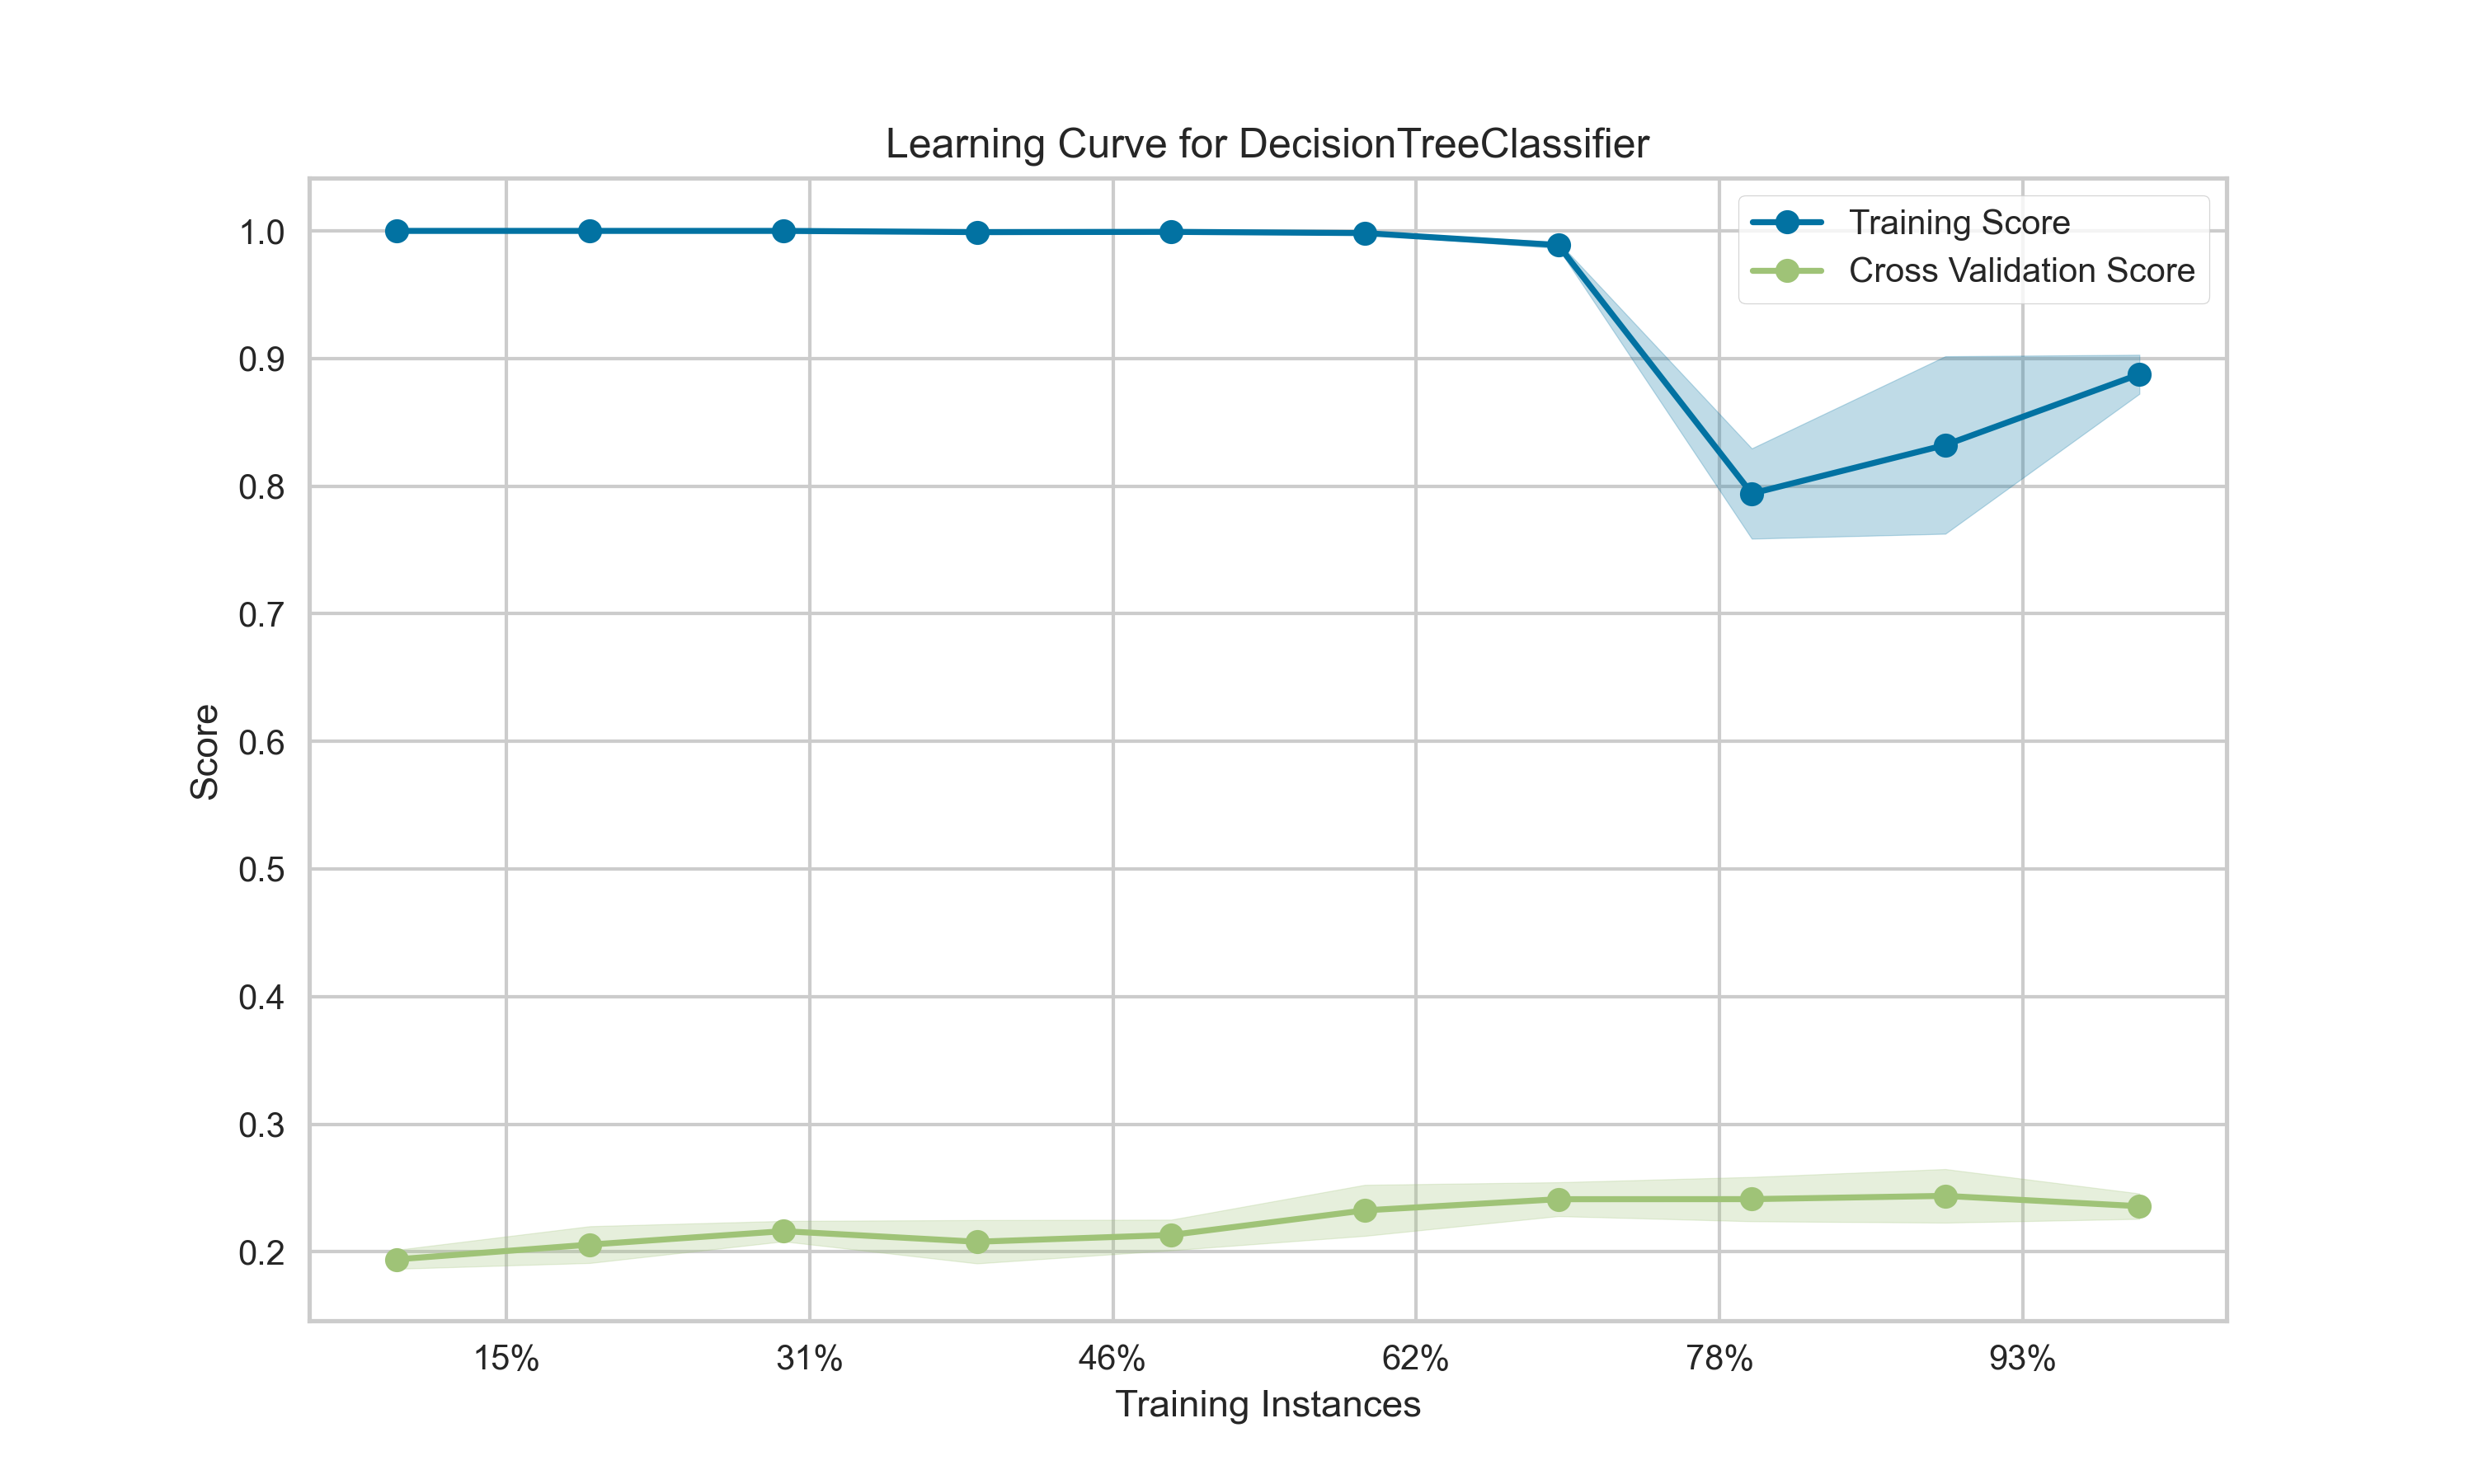 Learning Curve for DecisionTreeClassifier
Training Score
Cross Validation Score
1.0
0.9
0.8
0.7
0.6
0.5
0.4
0.3
0.2
Score
15% 31% 46% 62% 78% 93%
Training Instances